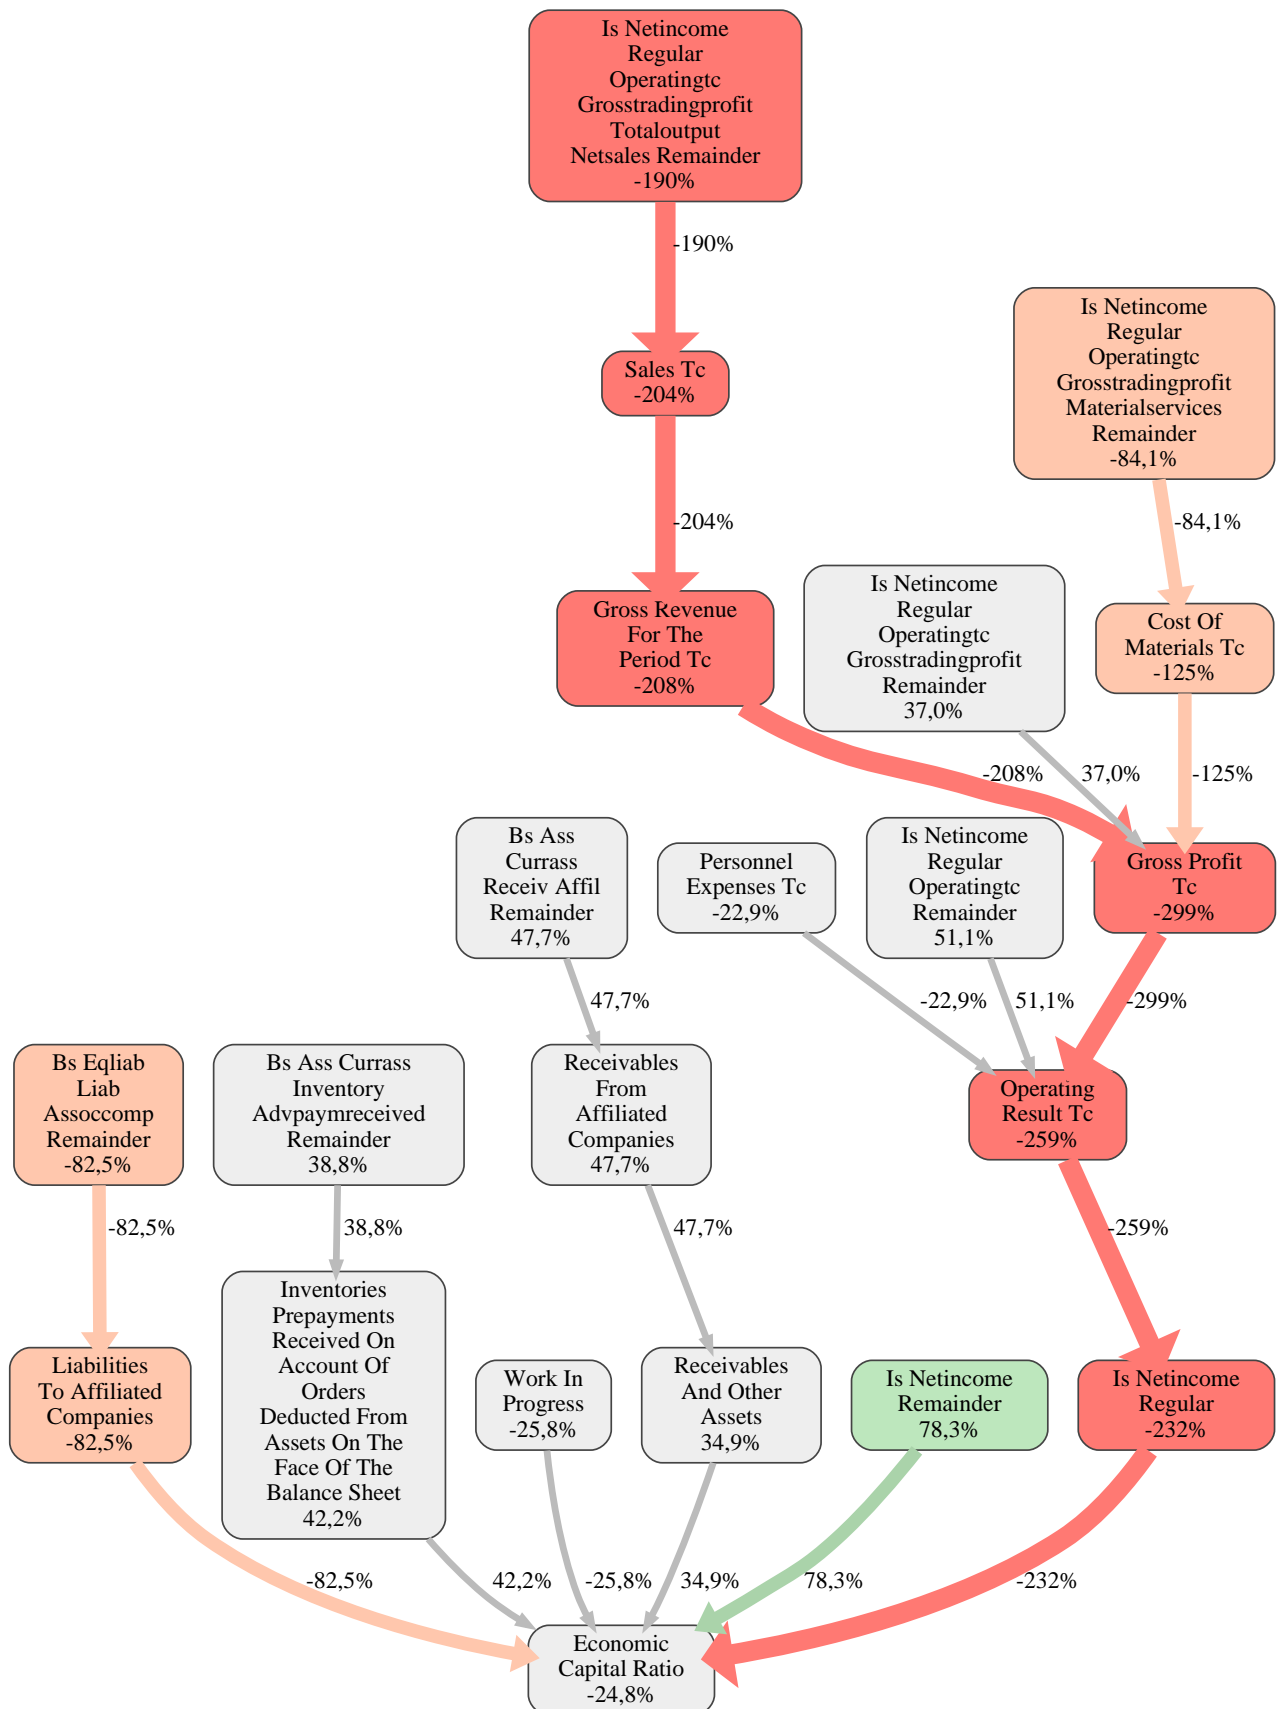 Is Netincome
Regular
Operatingtc
Grosstradingprofit
Totaloutput
Netsales Remainder
-190%
-190%
Is Netincome
Regular
Operatingtc
Grosstradingprofit
Materialservices
Remainder
-84,1%
Sales Tc
-204%
-204%
-84,1%
Is Netincome
Regular
Operatingtc
Grosstradingprofit
Remainder
37,0%
Gross Revenue
For The
Period Tc
-208%
Cost Of
Materials Tc
-125%
-208%
37,0%
-125%
Bs Ass
Currass
Receiv Affil
Remainder
47,7%
Personnel
Expenses Tc
-22,9%
Is Netincome
Regular
Operatingtc
Remainder
51,1%
Gross Profit
Tc
-299%
47,7%
-22,9%
51,1%
-299%
Bs Eqliab
Liab
Assoccomp
Remainder
-82,5%
Bs Ass Currass
Inventory
Advpaymreceived
Remainder
38,8%
Receivables
From
Affiliated
Companies
47,7%
Operating
Result Tc
-259%
-82,5%
38,8%
47,7%
-259%
Inventories
Prepayments
Received On
Account Of
Orders
Deducted From
Assets On The
Face Of The
Balance Sheet
42,2%
Liabilities
To Affiliated
Companies
-82,5%
Work In
Progress
-25,8%
Receivables
And Other
Assets
34,9%
Is Netincome
Remainder
78,3%
Is Netincome
Regular
-232%
-82,5%
42,2%
-25,8%
34,9%
78,3%
-232%
Economic
Capital Ratio
-24,8%